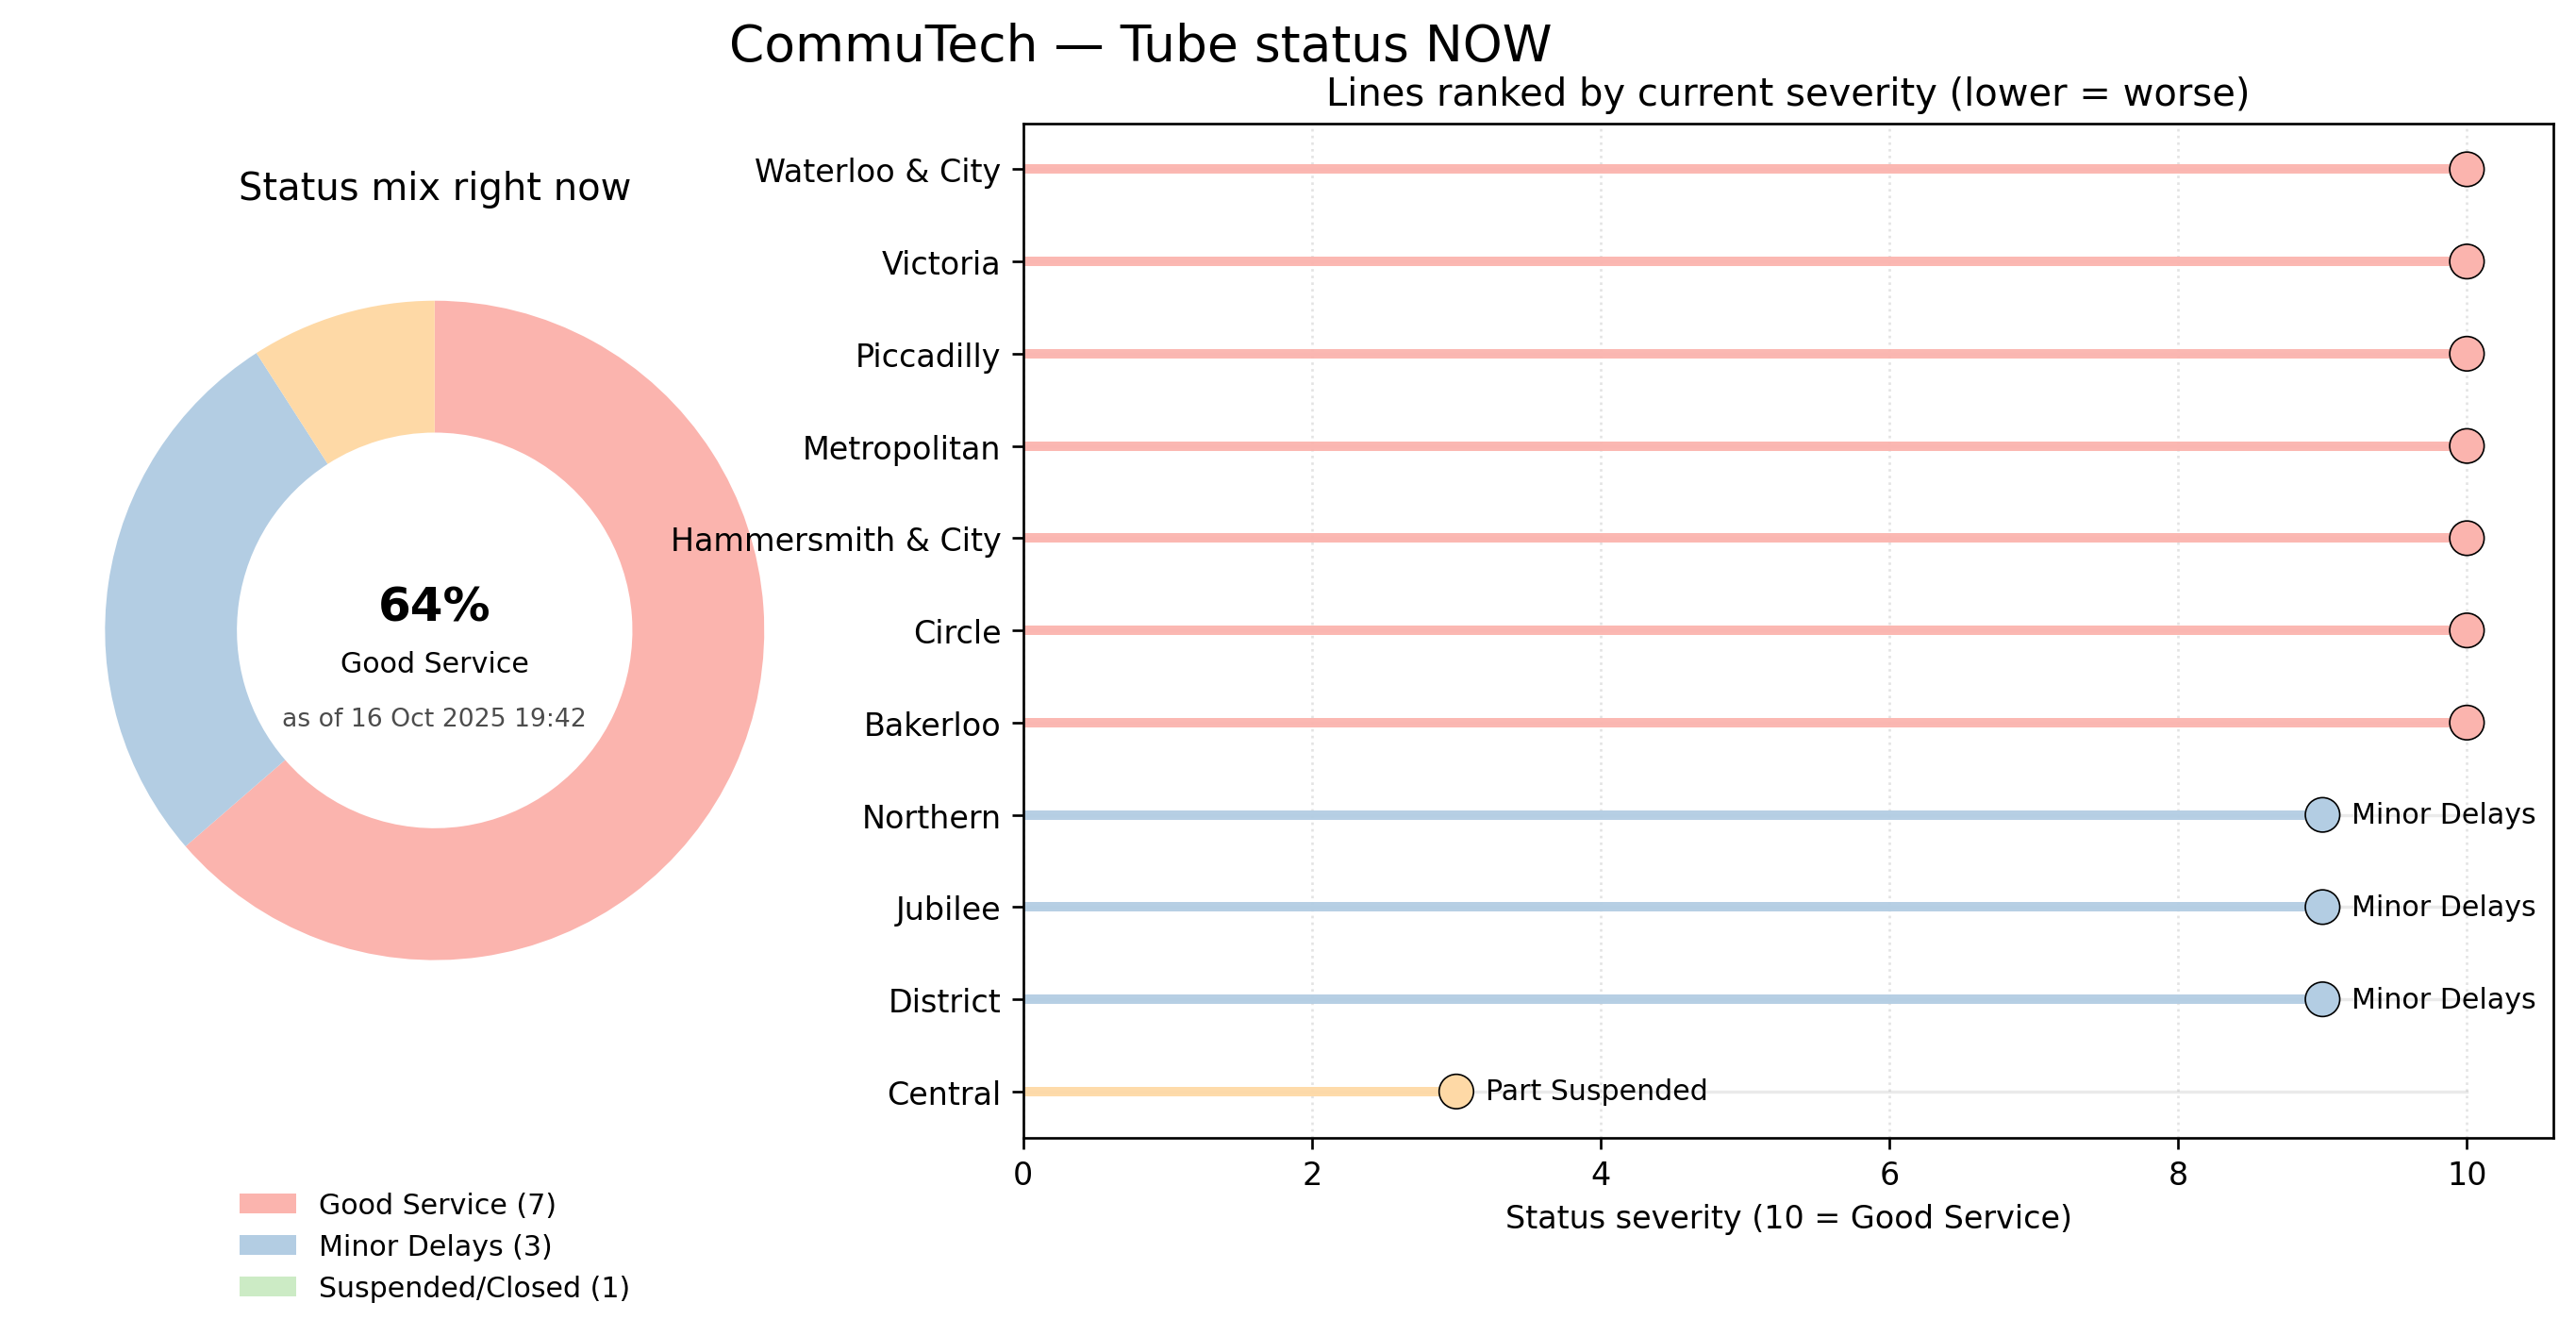 CommuTech — Tube status NOW
Status mix right now
64%
Good Service
as of 16 Oct 2025 19:42
Good Service (7)
Minor Delays (3)
Suspended/Closed (1)
Lines ranked by current severity (lower = worse)
Waterloo & City
Victoria
Piccadilly
Metropolitan
Hammersmith & City
Circle
Bakerloo
Northern Minor Delays
Jubilee Minor Delays
District Minor Delays
Central Part Suspended
0 2 4 6 8 10
Status severity (10 = Good Service)